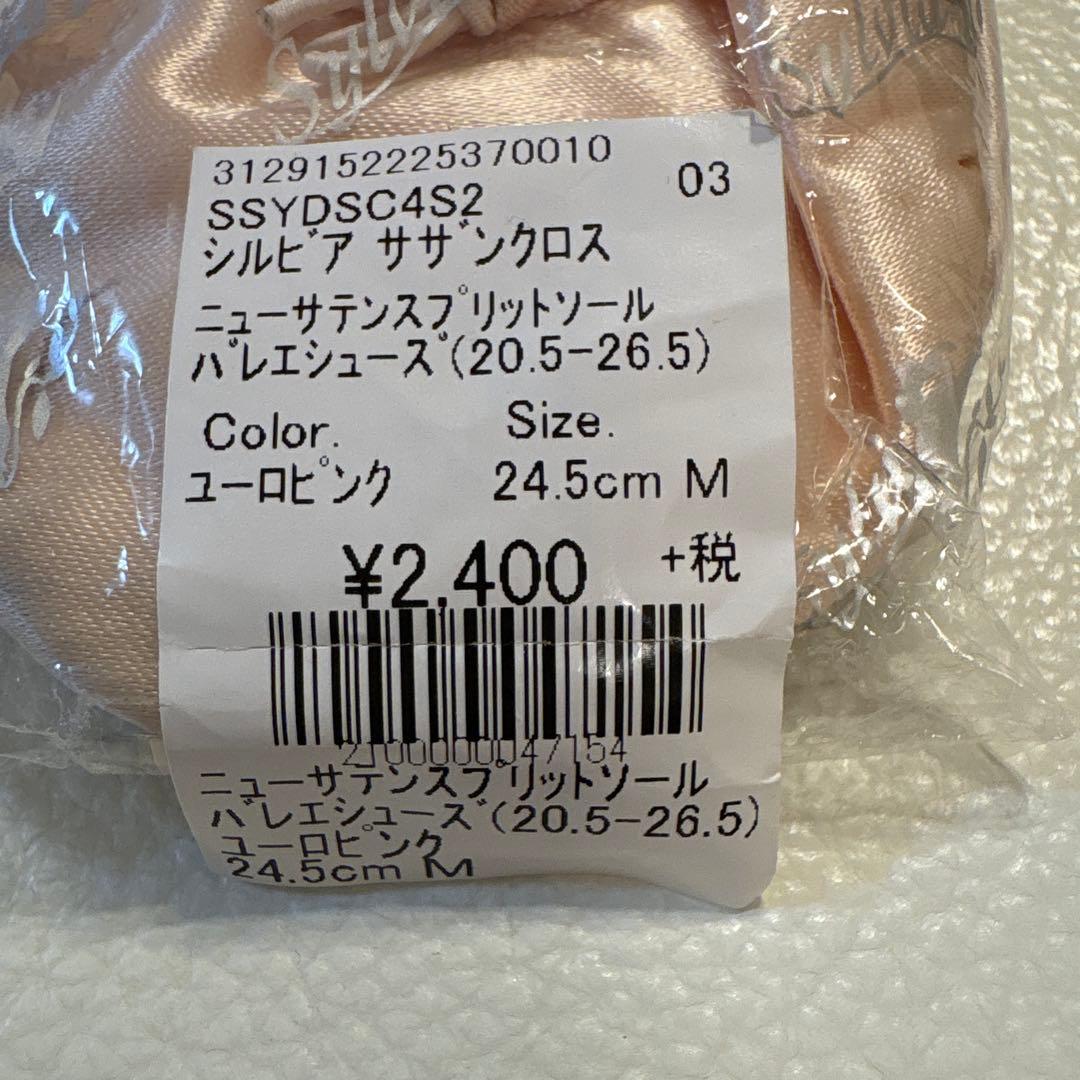 Sylvia
Sylvia
3129152225370010
03
SSYDSC4S2
シルビア サザンクロス
ニューサテンスプリットソール
バレエシューズ(20.5-26.5)
Color. Size.
ユーロピンク 24.5cm M
¥2,400 +税
2100000047154
ニューサテンスプリットソール
バレエシューズ(20.5-26.5)
ユーロピンク
24.5cm M